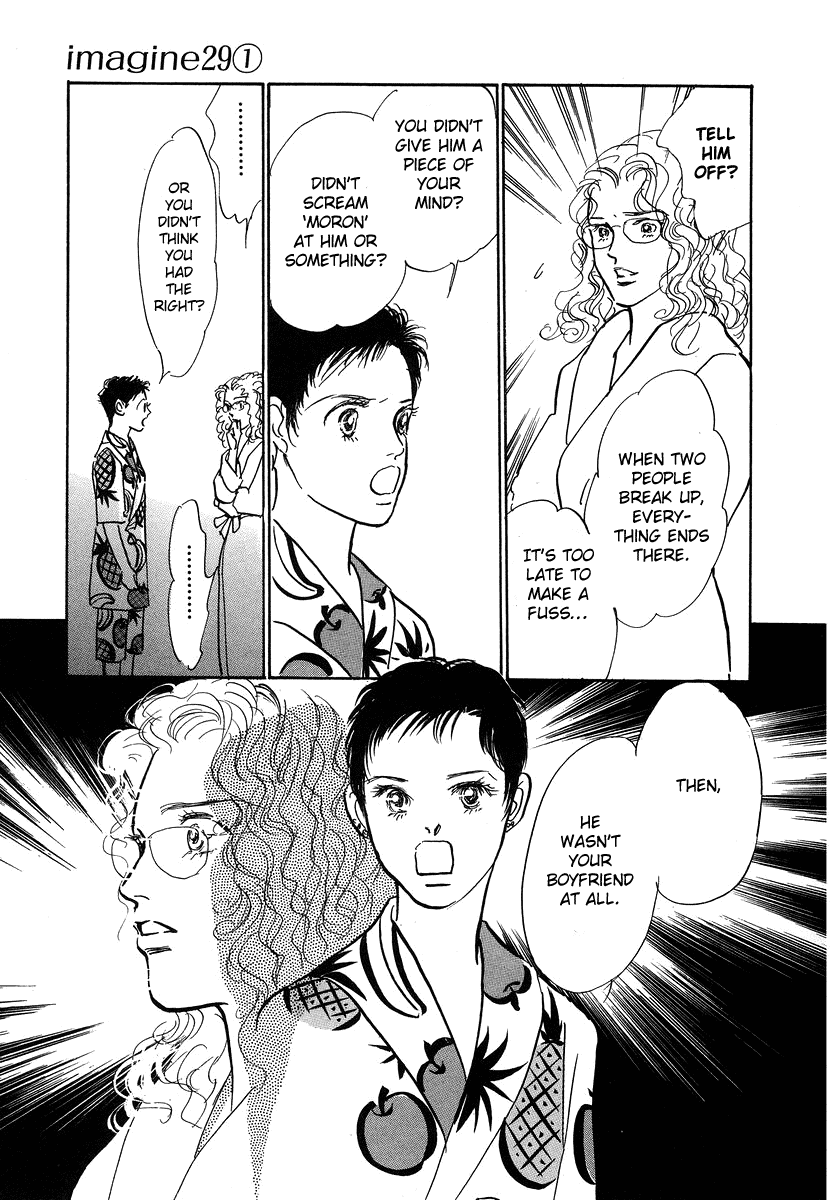 imagine29①
TELL
HIM
OFF?
WHEN TWO
PEOPLE
BREAK UP,
EVERY-
THING ENDS
THERE.
IT'S TOO
LATE TO
MAKE A
FUSS...
YOU DIDN'T
GIVE HIM A
PIECE OF
YOUR
MIND?
DIDN'T
SCREAM
'MORON'
AT HIM OR
SOMETHING?
.........
OR
YOU
DIDN'T
THINK
YOU
HAD
THE
RIGHT?
.........
THEN,
HE
WASN'T
YOUR
BOYFRIEND
AT ALL.